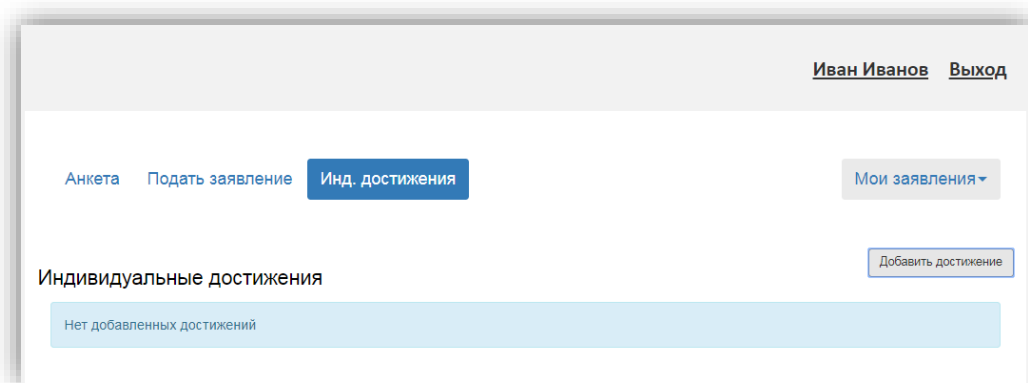 Иван Иванов Выход
Анкета Подать заявление Инд. достижения Мои заявления
Добавить достижение
Индивидуальные достижения
Нет добавленных достижений